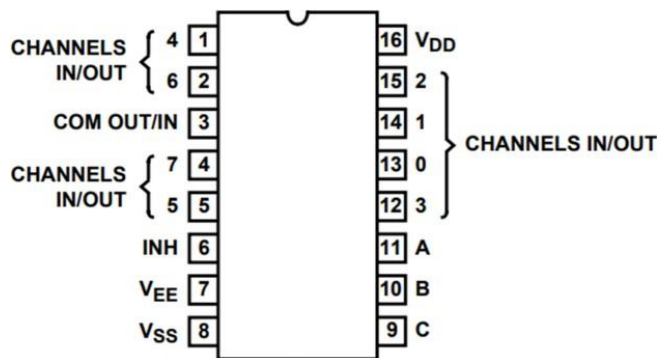 CHANNELS
IN/OUT
4 1
6 2
COM OUT/IN 3
CHANNELS
IN/OUT
7 4
5 5
INH 6
VEE 7
VSS 8
16 VDD
15 2
14 1
13 0
12 3
CHANNELS IN/OUT
11 A
10 B
9 C